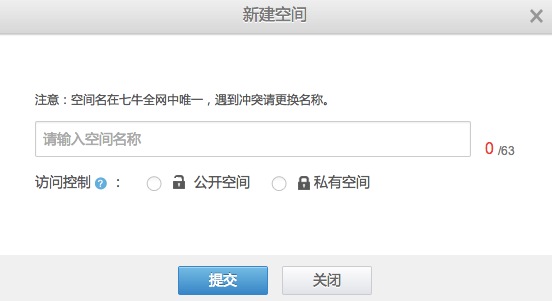 新建空间
注意：空间名在七牛全网中唯一，遇到冲突请更换名称。
请输入空间名称
0 /63
访问控制 ? ： 公开空间 私有空间
提交 关闭